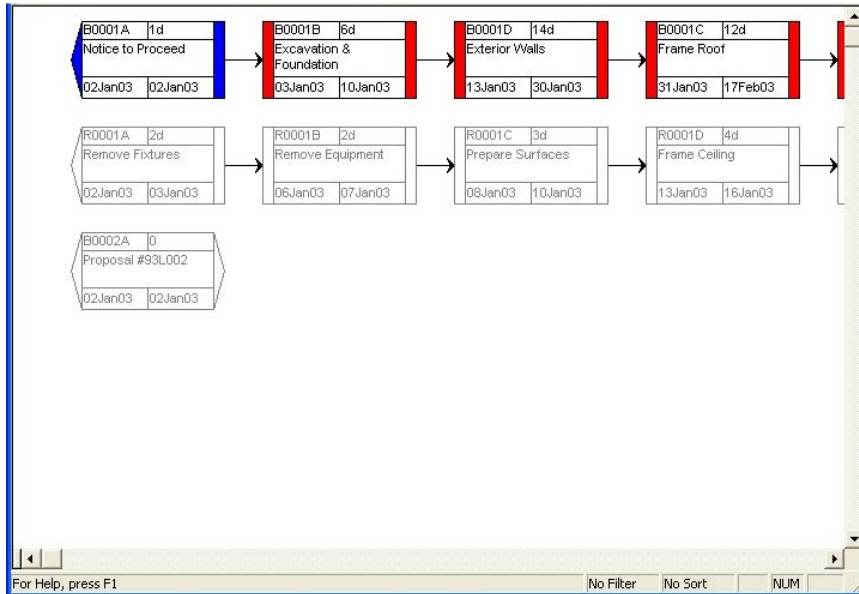 B0001A 1d
Notice to Proceed
02Jan03 02Jan03
B0001B 6d
Excavation &
Foundation
03Jan03 10Jan03
B0001D 14d
Exterior Walls
13Jan03 30Jan03
B0001C 12d
Frame Roof
31Jan03 17Feb03
R0001A 2d
Remove Fixtures
02Jan03 03Jan03
R0001B 2d
Remove Equipment
06Jan03 07Jan03
R0001C 3d
Prepare Surfaces
08Jan03 10Jan03
R0001D 4d
Frame Ceiling
13Jan03 16Jan03
B0002A 0
Proposal #93L002
02Jan03 02Jan03
For Help, press F1 No Filter No Sort NUM